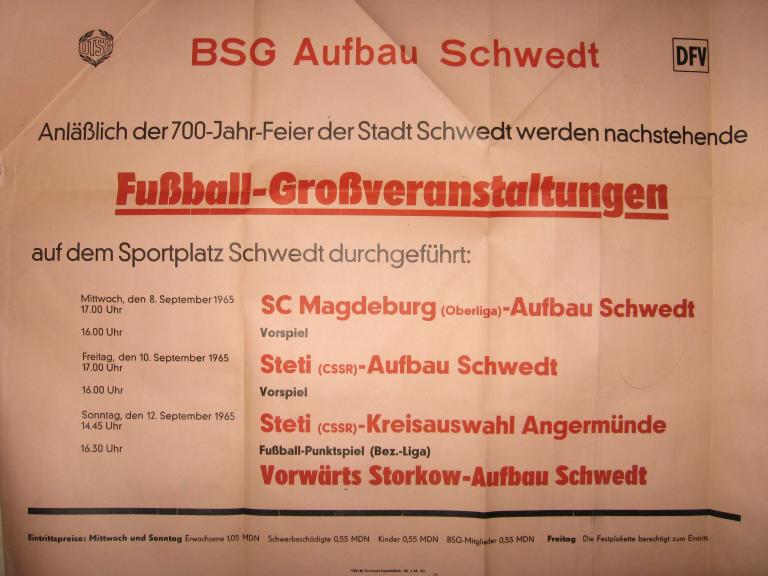 DTSB
BSG Aufbau Schwedt
DFV
Anläßlich der 700-Jahr-Feier der Stadt Schwedt werden nachstehende
Fußball-Großveranstaltungen
auf dem Sportplatz Schwedt durchgeführt:
Mittwoch, den 8. September 1965
17.00 Uhr
SC Magdeburg (Oberliga)-Aufbau Schwedt
16.00 Uhr
Vorspiel
Freitag, den 10. September 1965
17.00 Uhr
Steti (CSSR)-Aufbau Schwedt
16.00 Uhr
Vorspiel
Sonntag, den 12. September 1965
14.45 Uhr
Steti (CSSR)-Kreisauswahl Angermünde
16.30 Uhr
Fußball-Punktspiel (Bez.-Liga)
Vorwärts Storkow-Aufbau Schwedt
Eintrittspreise: Mittwoch und Sonntag Erwachsene 1,05 MDN Schwerbeschädigte 0,55 MDN Kinder 0,55 MDN BSG-Mitglieder 0,55 MDN Freitag Die Festplakette berechtigt zum Eintritt.